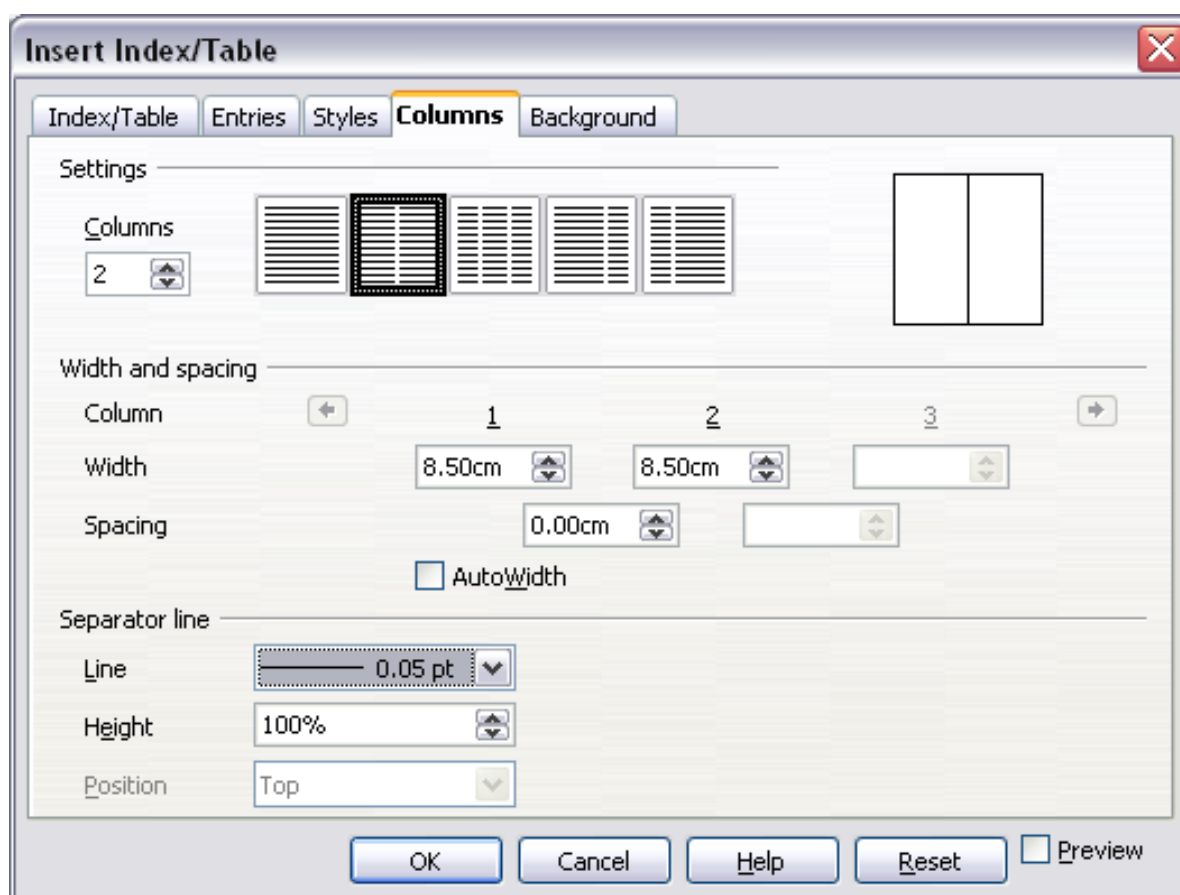 Insert Index/Table
Index/Table Entries Styles Columns Background
Settings
Columns
2
Width and spacing
Column 1 2 3
Width 8.50cm 8.50cm
Spacing 0.00cm
AutoWidth
Separator line
Line 0.05 pt
Height 100%
Position Top
OK Cancel Help Reset Preview